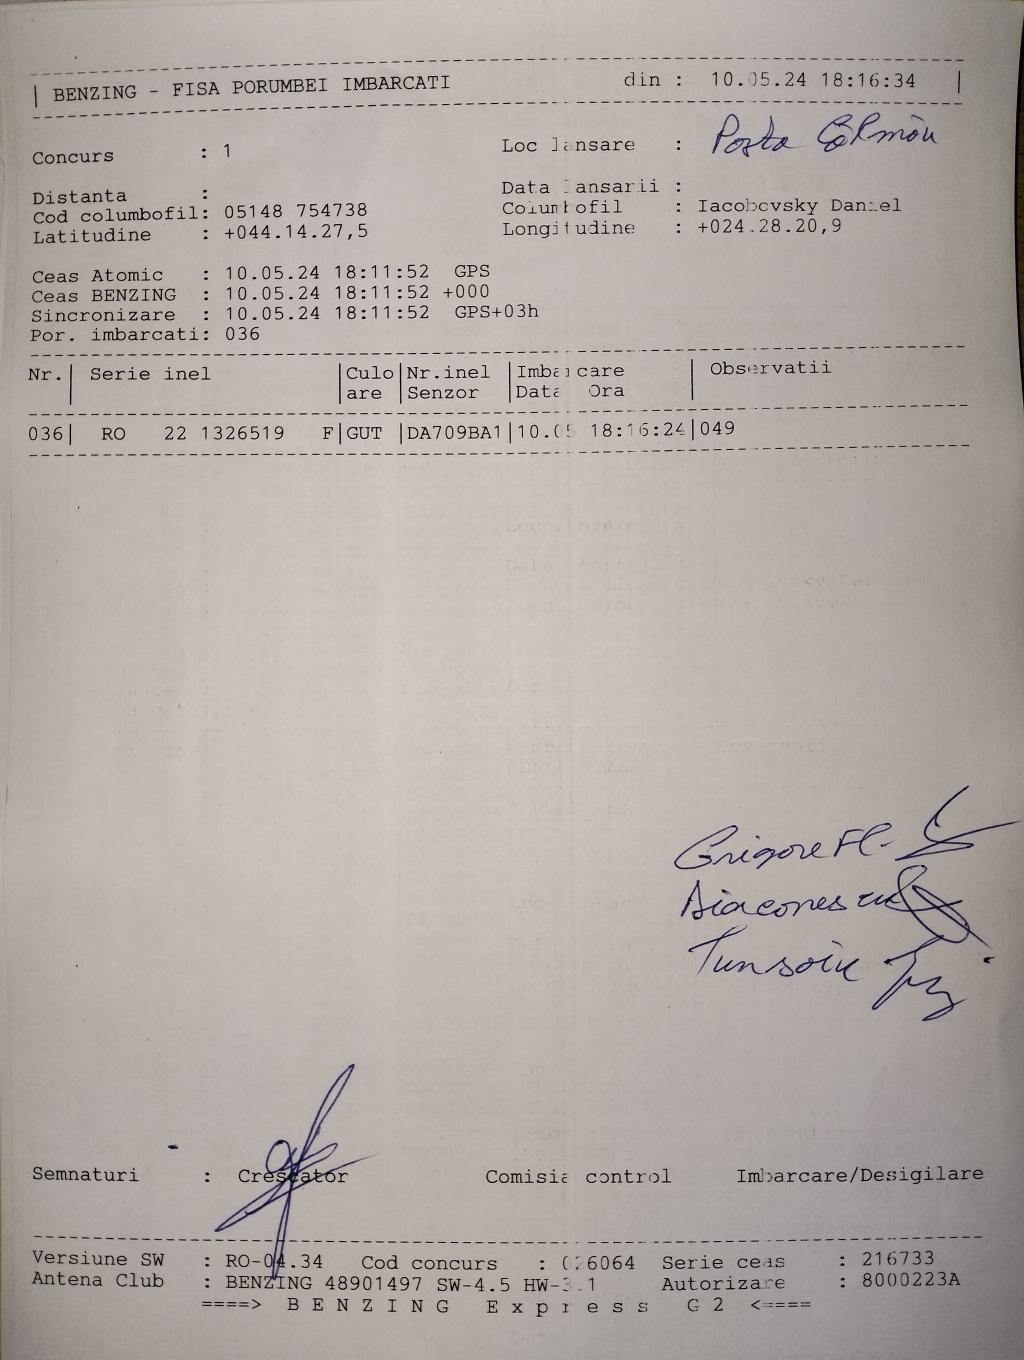 BENZING - FISA PORUMBEI IMBARCATI din : 10.05.24 18:16:34
Concurs : 1 Loc lansare : Posta Călmău
Distanta : Data lansarii :
Cod columbofil: 05148 754738 Columbofil : Iacobovsky Daniel
Latitudine : +044.14.27,5 Longitudine : +024.28.20,9
Ceas Atomic : 10.05.24 18:11:52 GPS
Ceas BENZING : 10.05.24 18:11:52 +000
Sincronizare : 10.05.24 18:11:52 GPS+03h
Por. imbarcati: 036
Nr.| Serie inel |Culo|Nr.inel |Imbarcare | Observatii
| |are |Senzor |Data Ora |
036| RO 22 1326519 F|GUT |DA709BA1|10.05 18:16:24|049
Grigore Fl.
Diaconescu
Tunsoiu
Semnaturi : Crescator Comisia control Imbarcare/Desigilare
Versiune SW : RO-04.34 Cod concurs : 026064 Serie ceas : 216733
Antena Club : BENZING 48901497 SW-4.5 HW-3.1 Autorizare : 8000223A
====> B E N Z I N G E x p r e s s G 2 <====